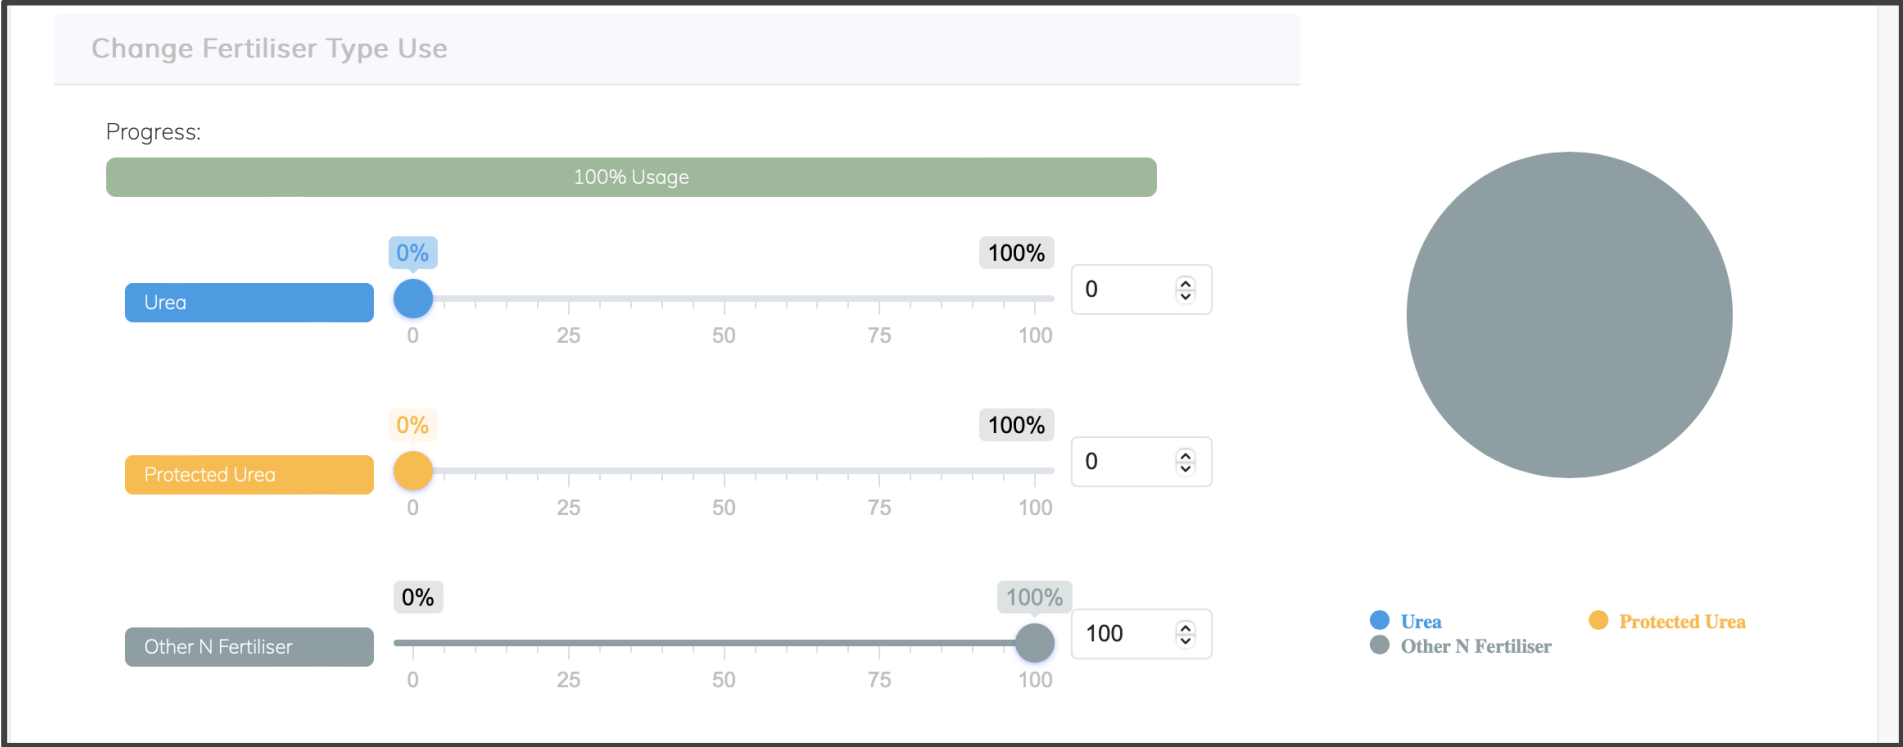 Change Fertiliser Type Use
Progress:
100% Usage
0% 100%
Urea
0
0 25 50 75 100
0% 100%
Protected Urea
0
0 25 50 75 100
0% 100%
Other N Fertiliser
100
0 25 50 75 100
Urea Protected Urea
Other N Fertiliser